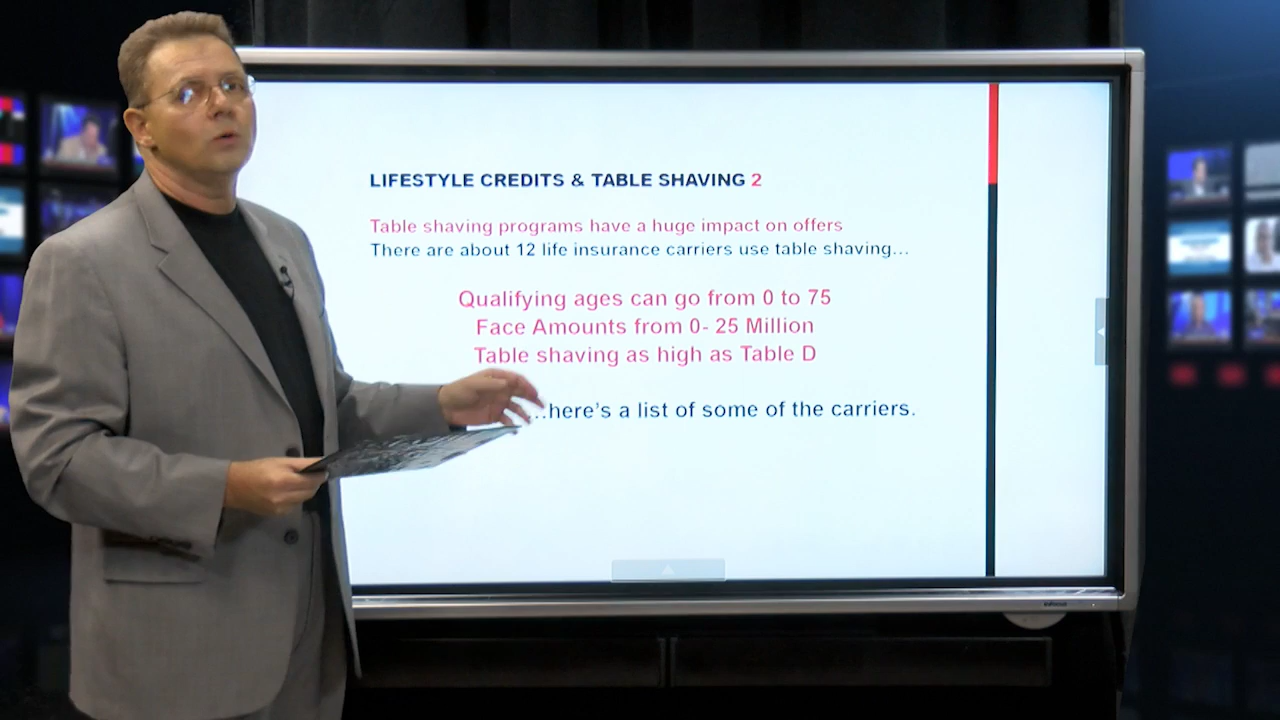 LIFESTYLE CREDITS & TABLE SHAVING 2
Table shaving programs have a huge impact on offers
There are about 12 life insurance carriers use table shaving…
Qualifying ages can go from 0 to 75
Face Amounts from 0- 25 Million
Table shaving as high as Table D
…here's a list of some of the carriers.